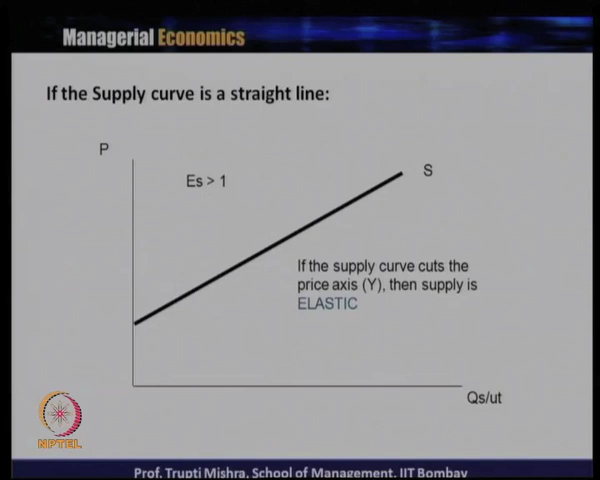 Managerial Economics
If the Supply curve is a straight line:
P
Es > 1
S
If the supply curve cuts the
price axis (Y), then supply is
ELASTIC
Qs/ut
NPTEL
Prof. Trupti Mishra, School of Management, IIT Bombay